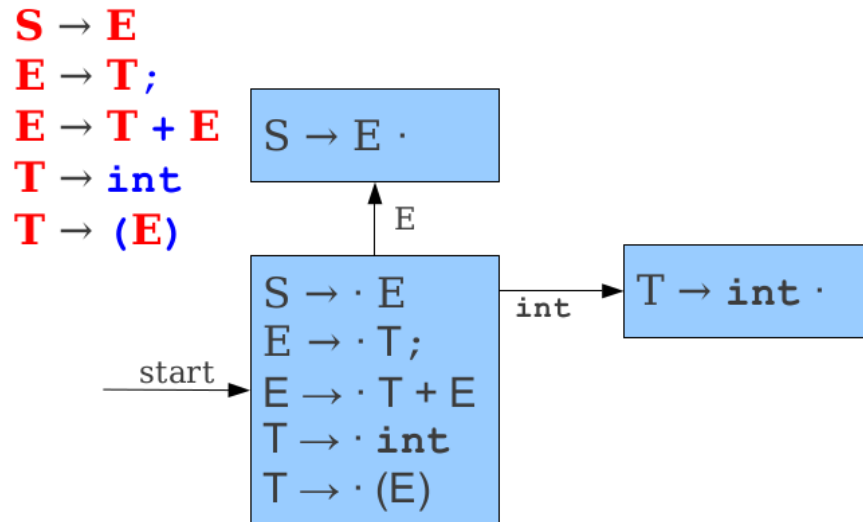 S → E
E → T ;
E → T + E
T → int
T → (E)
S → E ·
E
S → · E
E → · T ;
E → · T + E
T → · int
T → · (E)
start
int
T → int ·